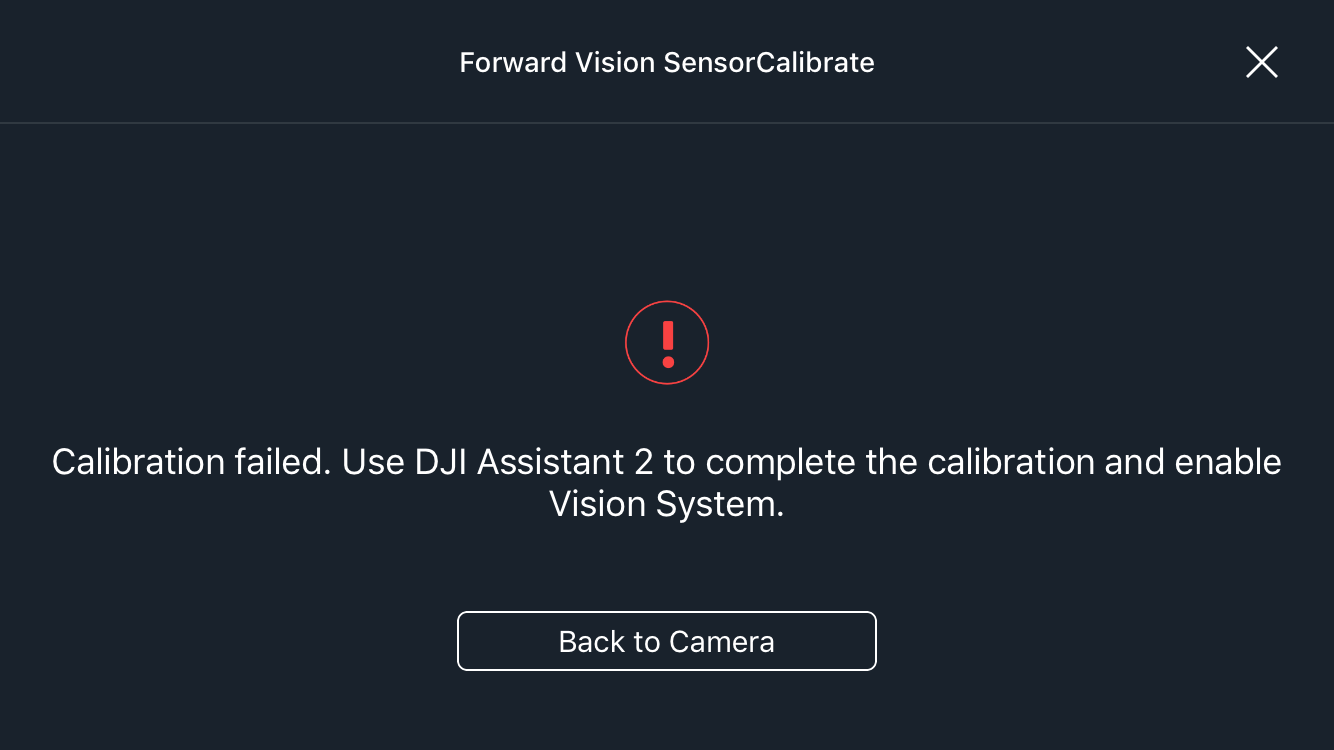 Forward Vision SensorCalibrate
Calibration failed. Use DJI Assistant 2 to complete the calibration and enable
Vision System.
Back to Camera